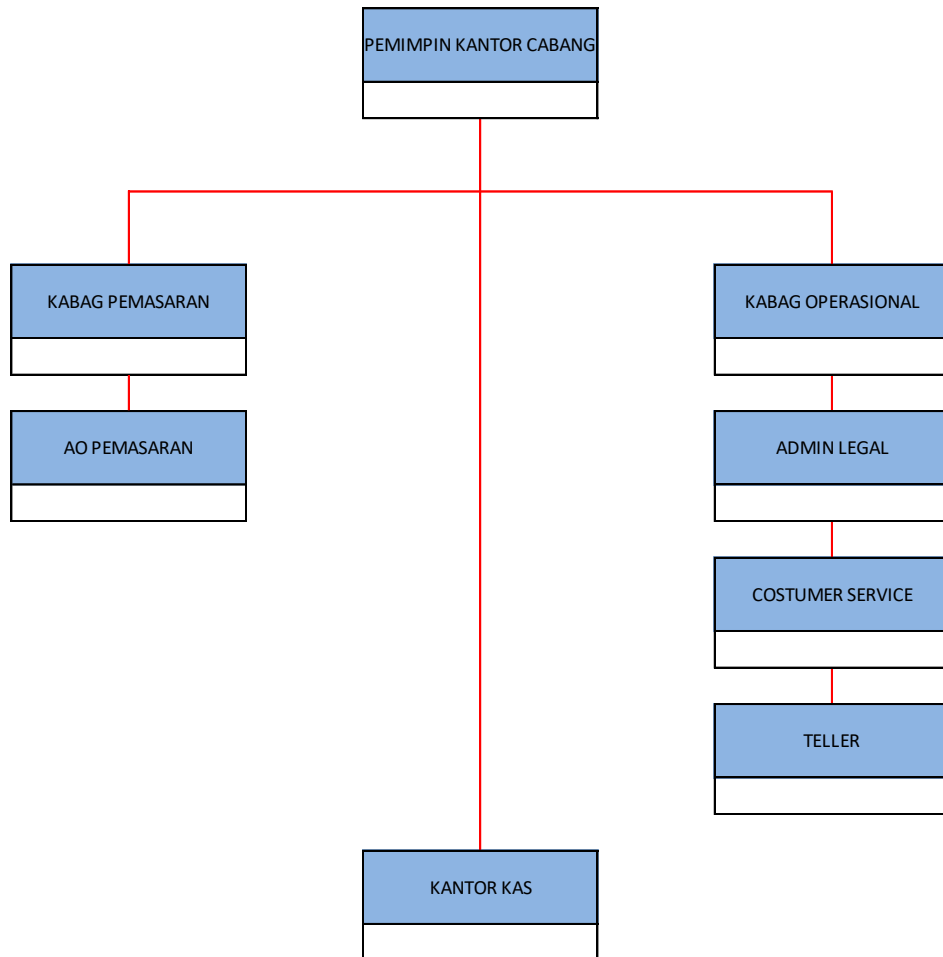 PEMIMPIN KANTOR CABANG
KABAG PEMASARAN
KABAG OPERASIONAL
AO PEMASARAN
ADMIN LEGAL
COSTUMER SERVICE
TELLER
KANTOR KAS